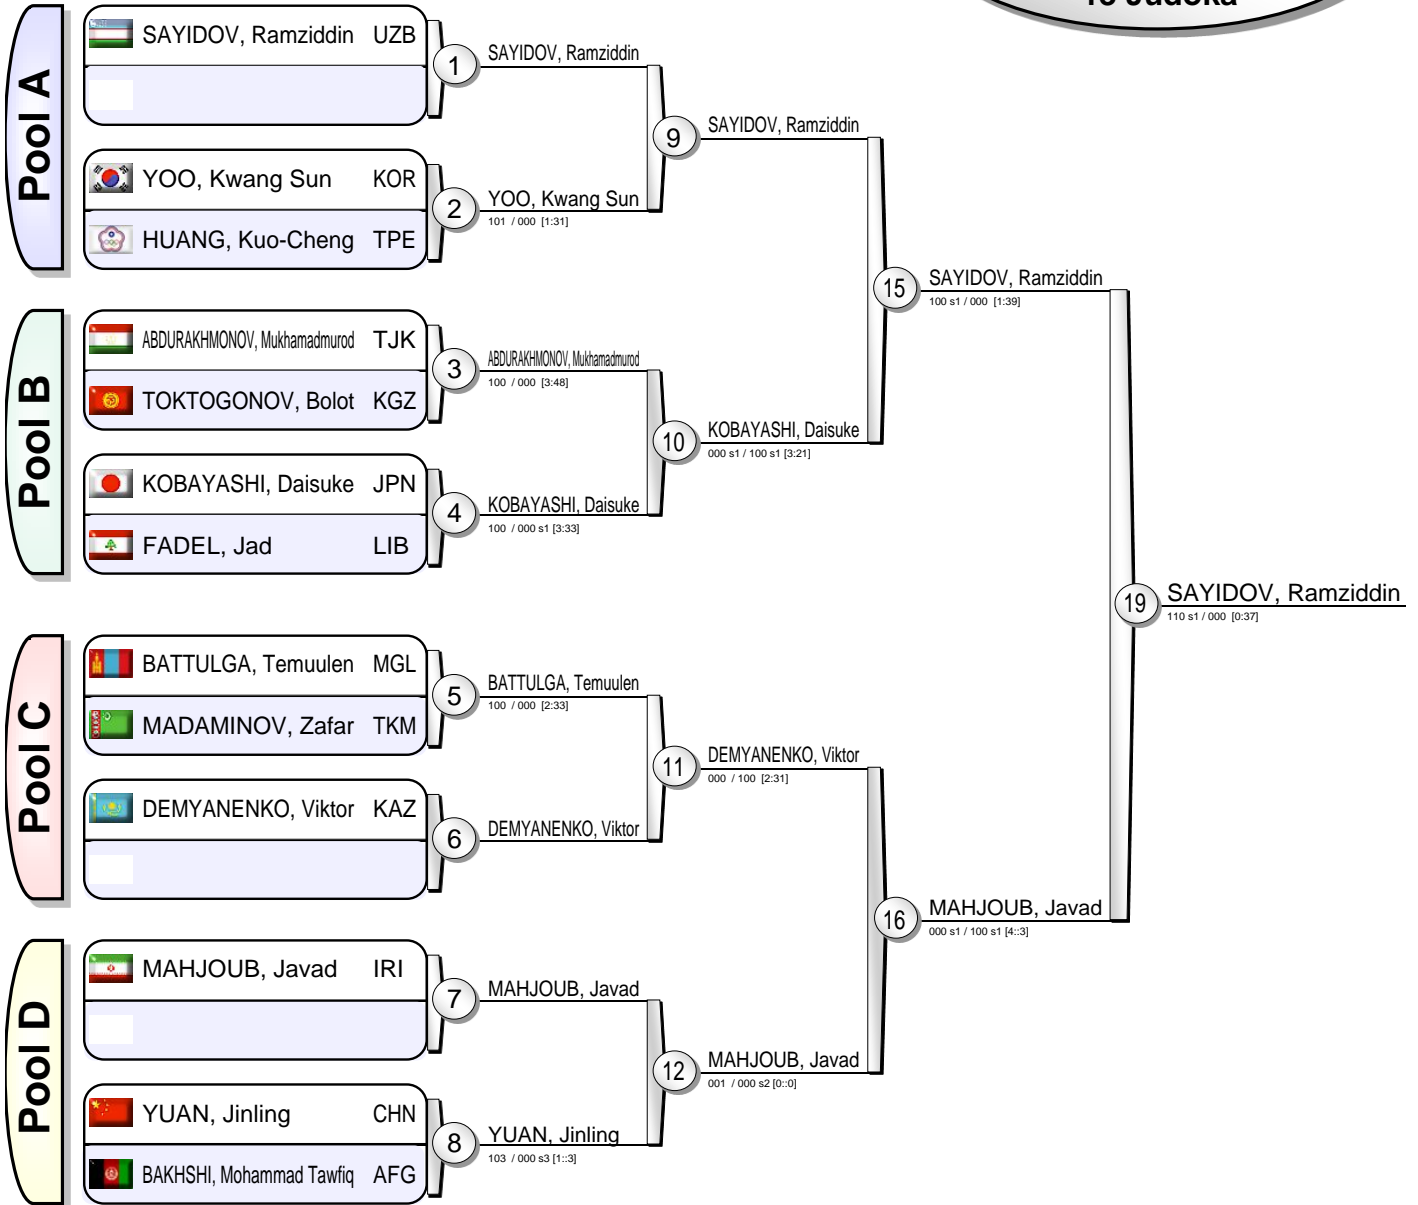 Pool A
SAYIDOV, Ramziddin UZB
YOO, Kwang Sun KOR
HUANG, Kuo-Cheng TPE
1
SAYIDOV, Ramziddin
2
YOO, Kwang Sun
101 / 000 [1:31]
9
SAYIDOV, Ramziddin
Pool B
ABDURAKHMONOV, Mukhamadmurod TJK
TOKTOGONOV, Bolot KGZ
KOBAYASHI, Daisuke JPN
FADEL, Jad LIB
3
ABDURAKHMONOV, Mukhamadmurod
100 / 000 [3:48]
4
KOBAYASHI, Daisuke
100 / 000 s1 [3:33]
10
KOBAYASHI, Daisuke
000 s1 / 100 s1 [3:21]
15
SAYIDOV, Ramziddin
100 s1 / 000 [1:39]
Pool C
BATTULGA, Temuulen MGL
MADAMINOV, Zafar TKM
DEMYANENKO, Viktor KAZ
5
BATTULGA, Temuulen
100 / 000 [2:33]
6
DEMYANENKO, Viktor
11
DEMYANENKO, Viktor
000 / 100 [2:31]
Pool D
MAHJOUB, Javad IRI
YUAN, Jinling CHN
BAKHSHI, Mohammad Tawfiq AFG
7
MAHJOUB, Javad
8
YUAN, Jinling
103 / 000 s3 [1::3]
12
MAHJOUB, Javad
001 / 000 s2 [0::0]
16
MAHJOUB, Javad
000 s1 / 100 s1 [4::3]
19
SAYIDOV, Ramziddin
110 s1 / 000 [0:37]